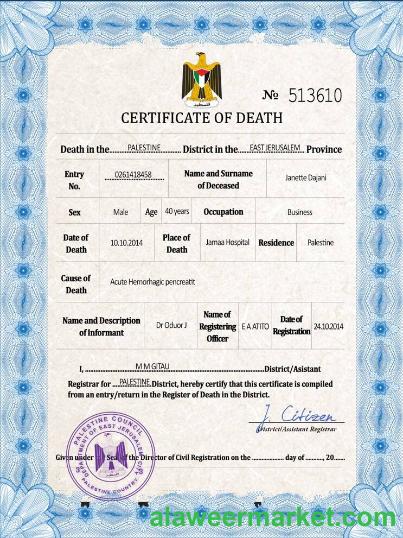 № 513610
CERTIFICATE OF DEATH
Death in the PALESTINE District in the EAST JERUSALEM Province
Entry No. 0261418458 Name and Surname of Deceased Janette Dajani
Sex Male Age 40 years Occupation Business
Date of Death 10.10.2014 Place of Death Jamaa Hospital Residence Palestine
Cause of Death Acute Hemorhagic pencreatit
Name and Description of Informant Dr Oduor J Name of Registering Officer E A ATITO Date of Registration 24.10.2014
I, M M GITAU District/Asistant
Registrar for PALESTINE District, hereby certify that this certificate is compiled
from an entry/return in the Register of Death in the District.
J. Citizen
District/Assistant Registrar
PALESTINE COUNCIL
OF EAST JERUSALEM
PALESTINE COUNTRY
Given under Seal of the Director of Civil Registration on the day of , 20
alaweermarket.com